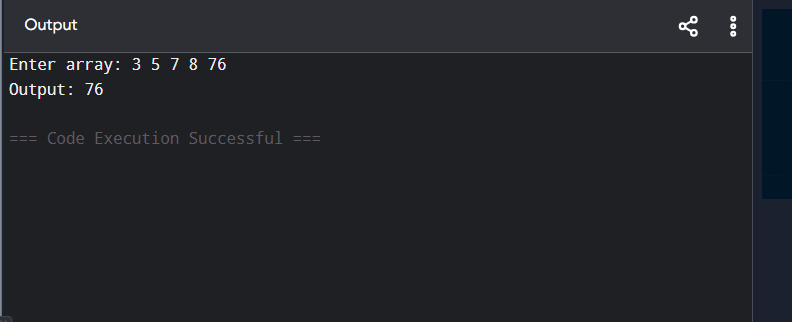 Output
Enter array: 3 5 7 8 76
Output: 76
=== Code Execution Successful ===